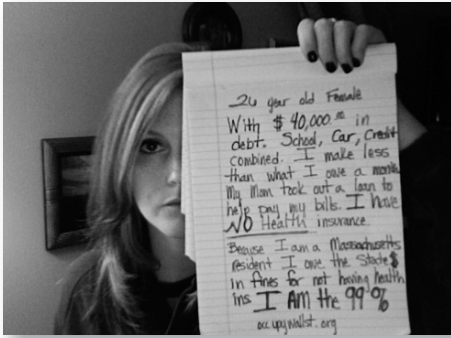 26 year old Female
With $40,000.00 in
debt. School, Car, Credit
combined. I make less
than what I owe a month
My Mom took out a loan to
help pay my bills. I have
NO Health insurance.
Because I am a Massachusetts
resident I owe the State $
in fines for not having health
ins. I AM the 99%
occupywallst.org